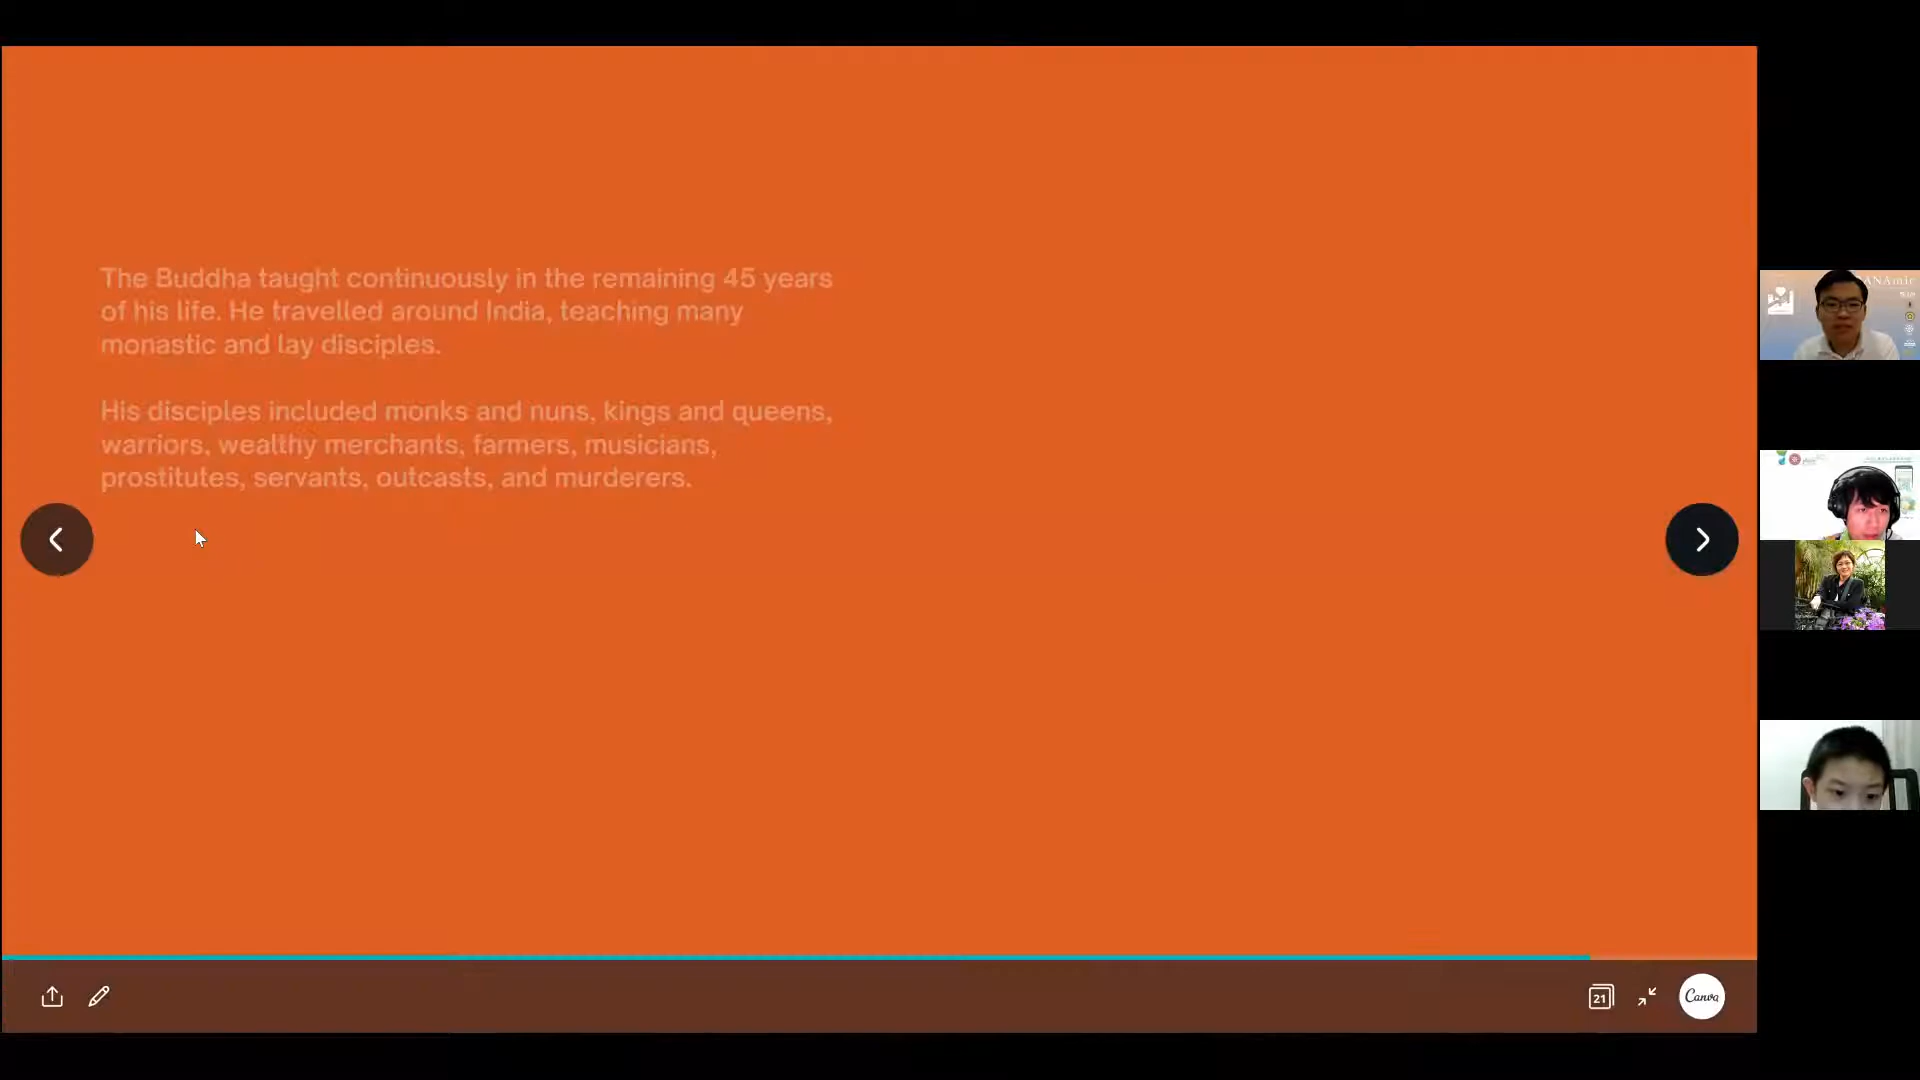 The Buddha taught continuously in the remaining 45 years
of his life. He travelled around India, teaching many
monastic and lay disciples.
His disciples included monks and nuns, kings and queens,
warriors, wealthy merchants, farmers, musicians,
prostitutes, servants, outcasts, and murderers.
21
Canva